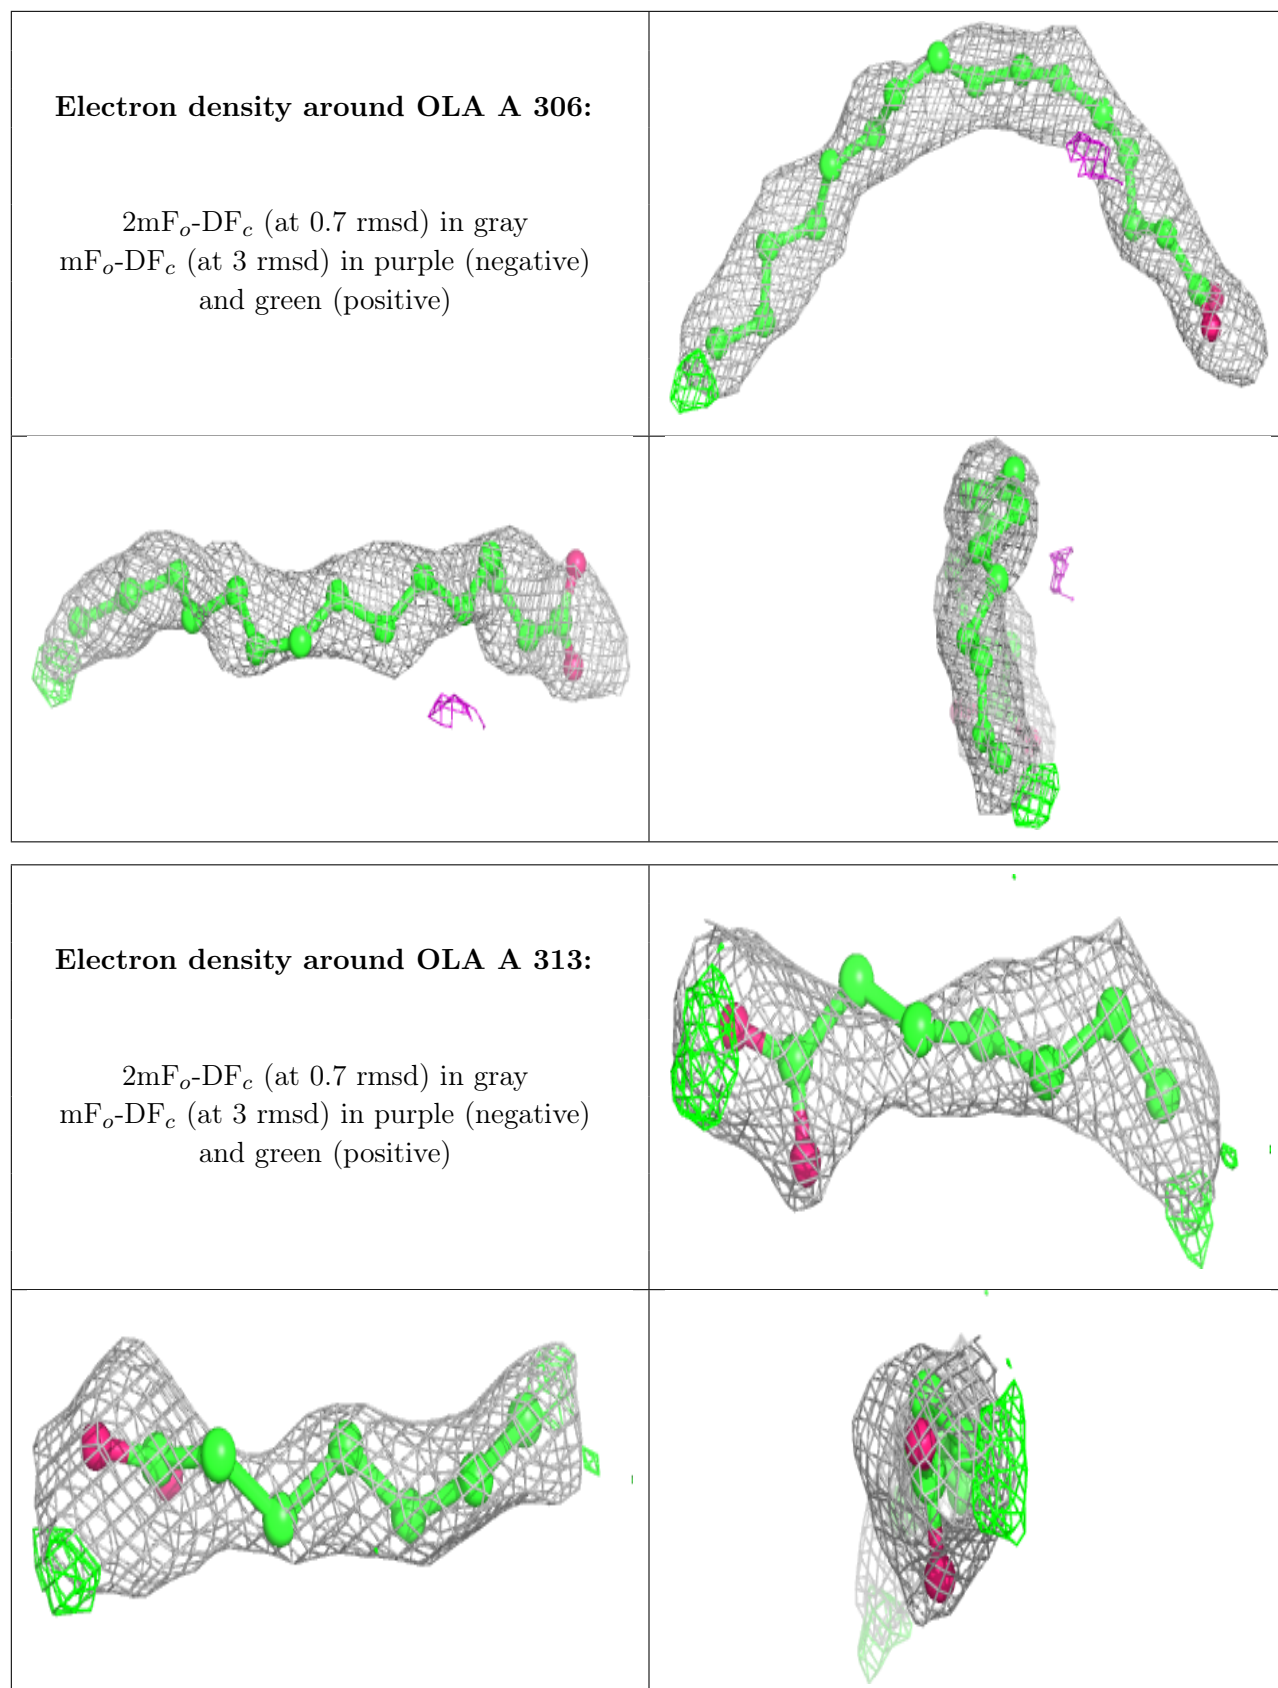 Electron density around OLA A 306:
2mFo-DFc (at 0.7 rmsd) in gray
mFo-DFc (at 3 rmsd) in purple (negative)
and green (positive)
Electron density around OLA A 313:
2mFo-DFc (at 0.7 rmsd) in gray
mFo-DFc (at 3 rmsd) in purple (negative)
and green (positive)